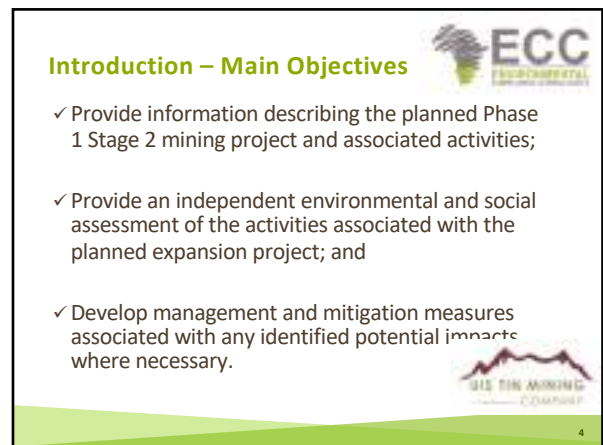 ECC
ENVIRONMENTAL
Introduction – Main Objectives
✓ Provide information describing the planned Phase
1 Stage 2 mining project and associated activities;
✓ Provide an independent environmental and social
assessment of the activities associated with the
planned expansion project; and
✓ Develop management and mitigation measures
associated with any identified potential impacts
where necessary.
UIS TIN MINING
COMPANY
4